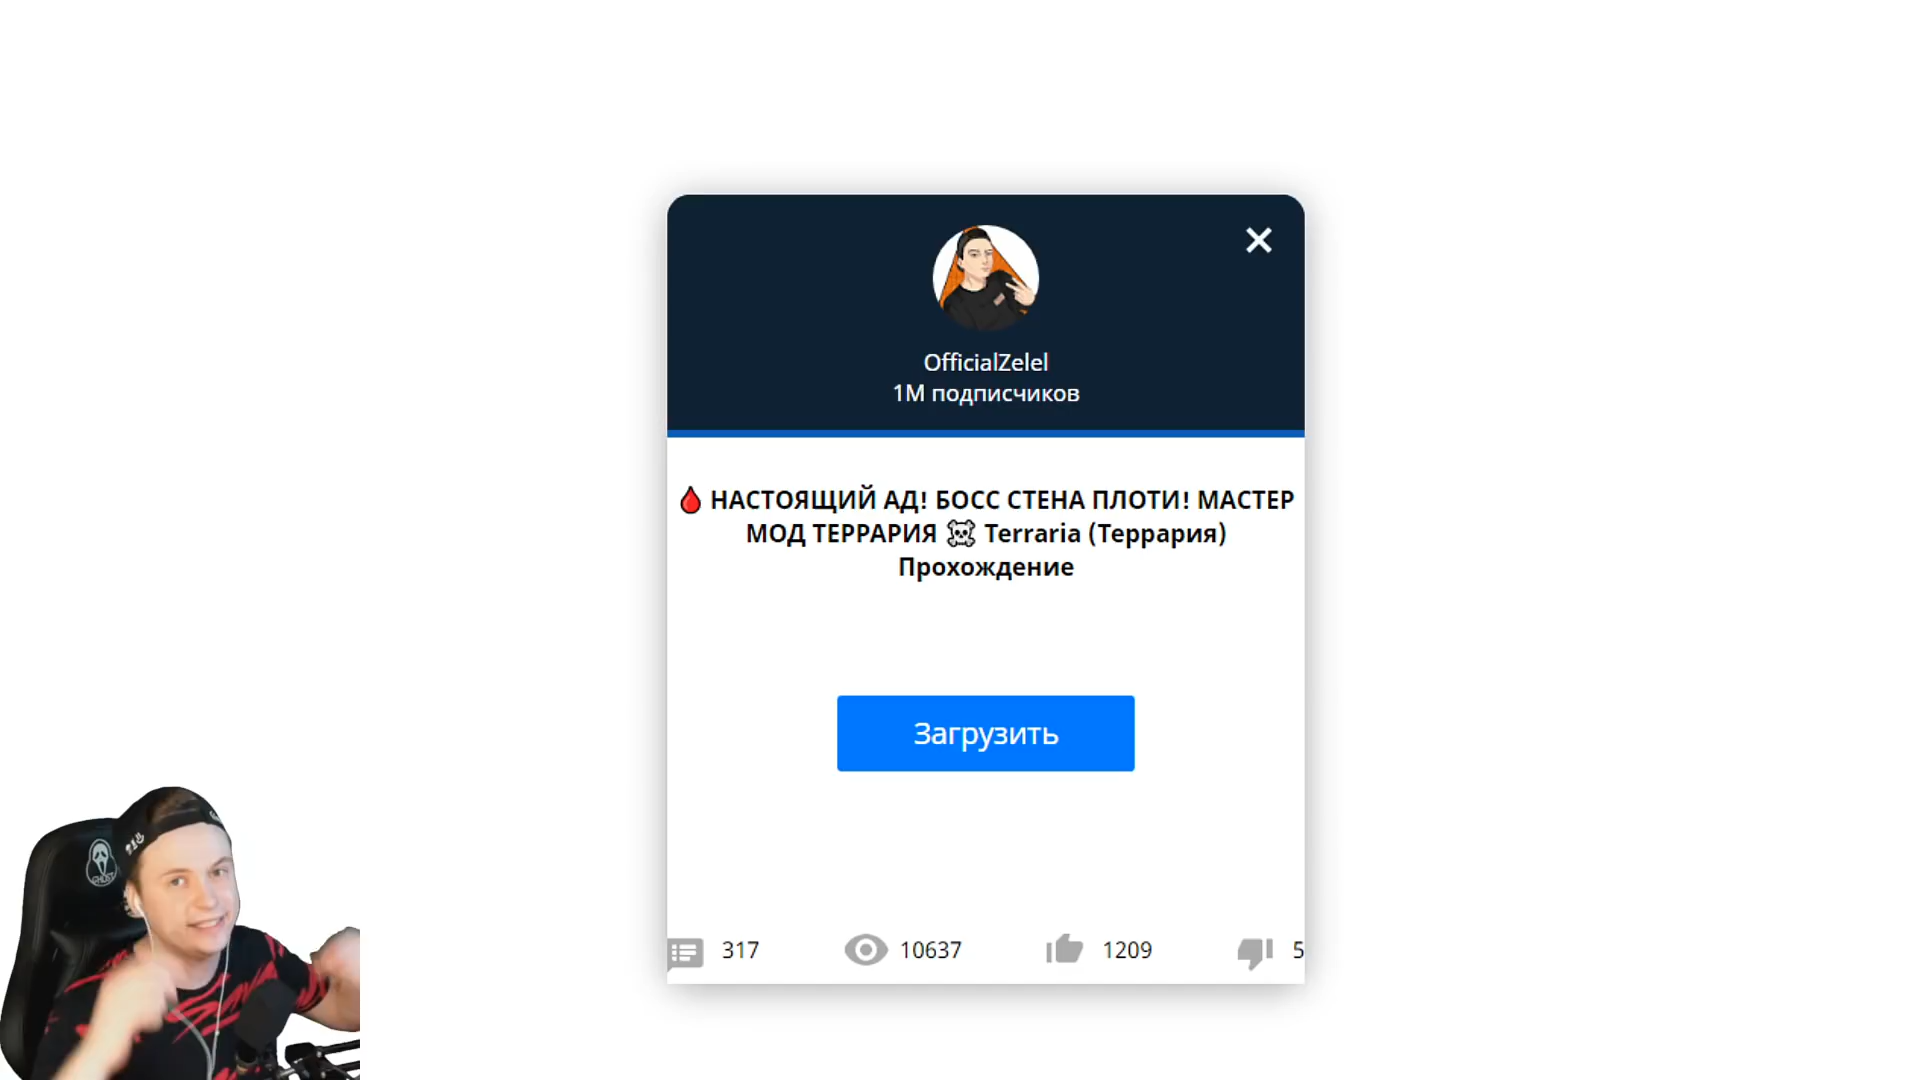 OfficialZelel
1M подписчиков
🩸 НАСТОЯЩИЙ АД! БОСС СТЕНА ПЛОТИ! МАСТЕР
МОД ТЕРРАРИЯ ☠ Terraria (Террария)
Прохождение
Загрузить
317 10637 1209 5